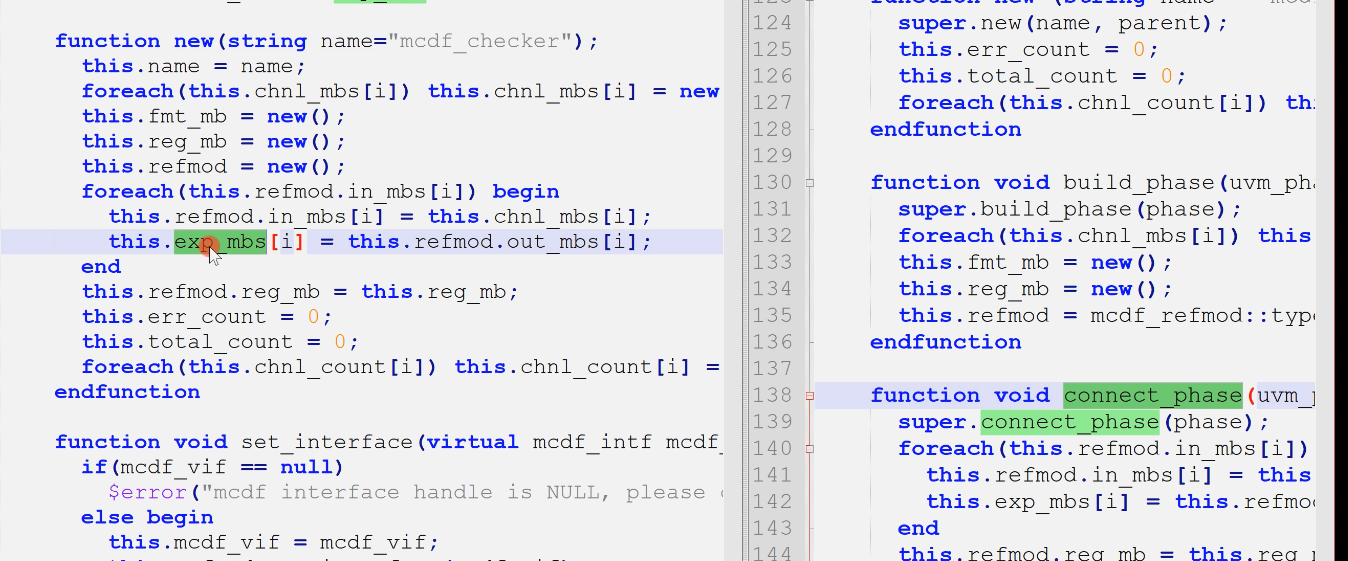 function new(string name="mcdf_checker");
this.name = name;
foreach(this.chnl_mbs[i]) this.chnl_mbs[i] = new
this.fmt_mb = new();
this.reg_mb = new();
this.refmod = new();
foreach(this.refmod.in_mbs[i]) begin
this.refmod.in_mbs[i] = this.chnl_mbs[i];
this.exp_mbs[i] = this.refmod.out_mbs[i];
end
this.refmod.reg_mb = this.reg_mb;
this.err_count = 0;
this.total_count = 0;
foreach(this.chnl_count[i]) this.chnl_count[i] =
endfunction
function void set_interface(virtual mcdf_intf mcdf_
if(mcdf_vif == null)
$error("mcdf interface handle is NULL, please
else begin
this.mcdf_vif = mcdf_vif;
124 super.new(name, parent);
125 this.err_count = 0;
126 this.total_count = 0;
127 foreach(this.chnl_count[i]) thi
128 endfunction
129
130 function void build_phase(uvm_pha
131 super.build_phase(phase);
132 foreach(this.chnl_mbs[i]) this
133 this.fmt_mb = new();
134 this.reg_mb = new();
135 this.refmod = mcdf_refmod::type
136 endfunction
137
138 function void connect_phase(uvm_p
139 super.connect_phase(phase);
140 foreach(this.refmod.in_mbs[i])
141 this.refmod.in_mbs[i] = this
142 this.exp_mbs[i] = this.refmo
143 end
144 this.refmod.reg_mb = this.reg_m